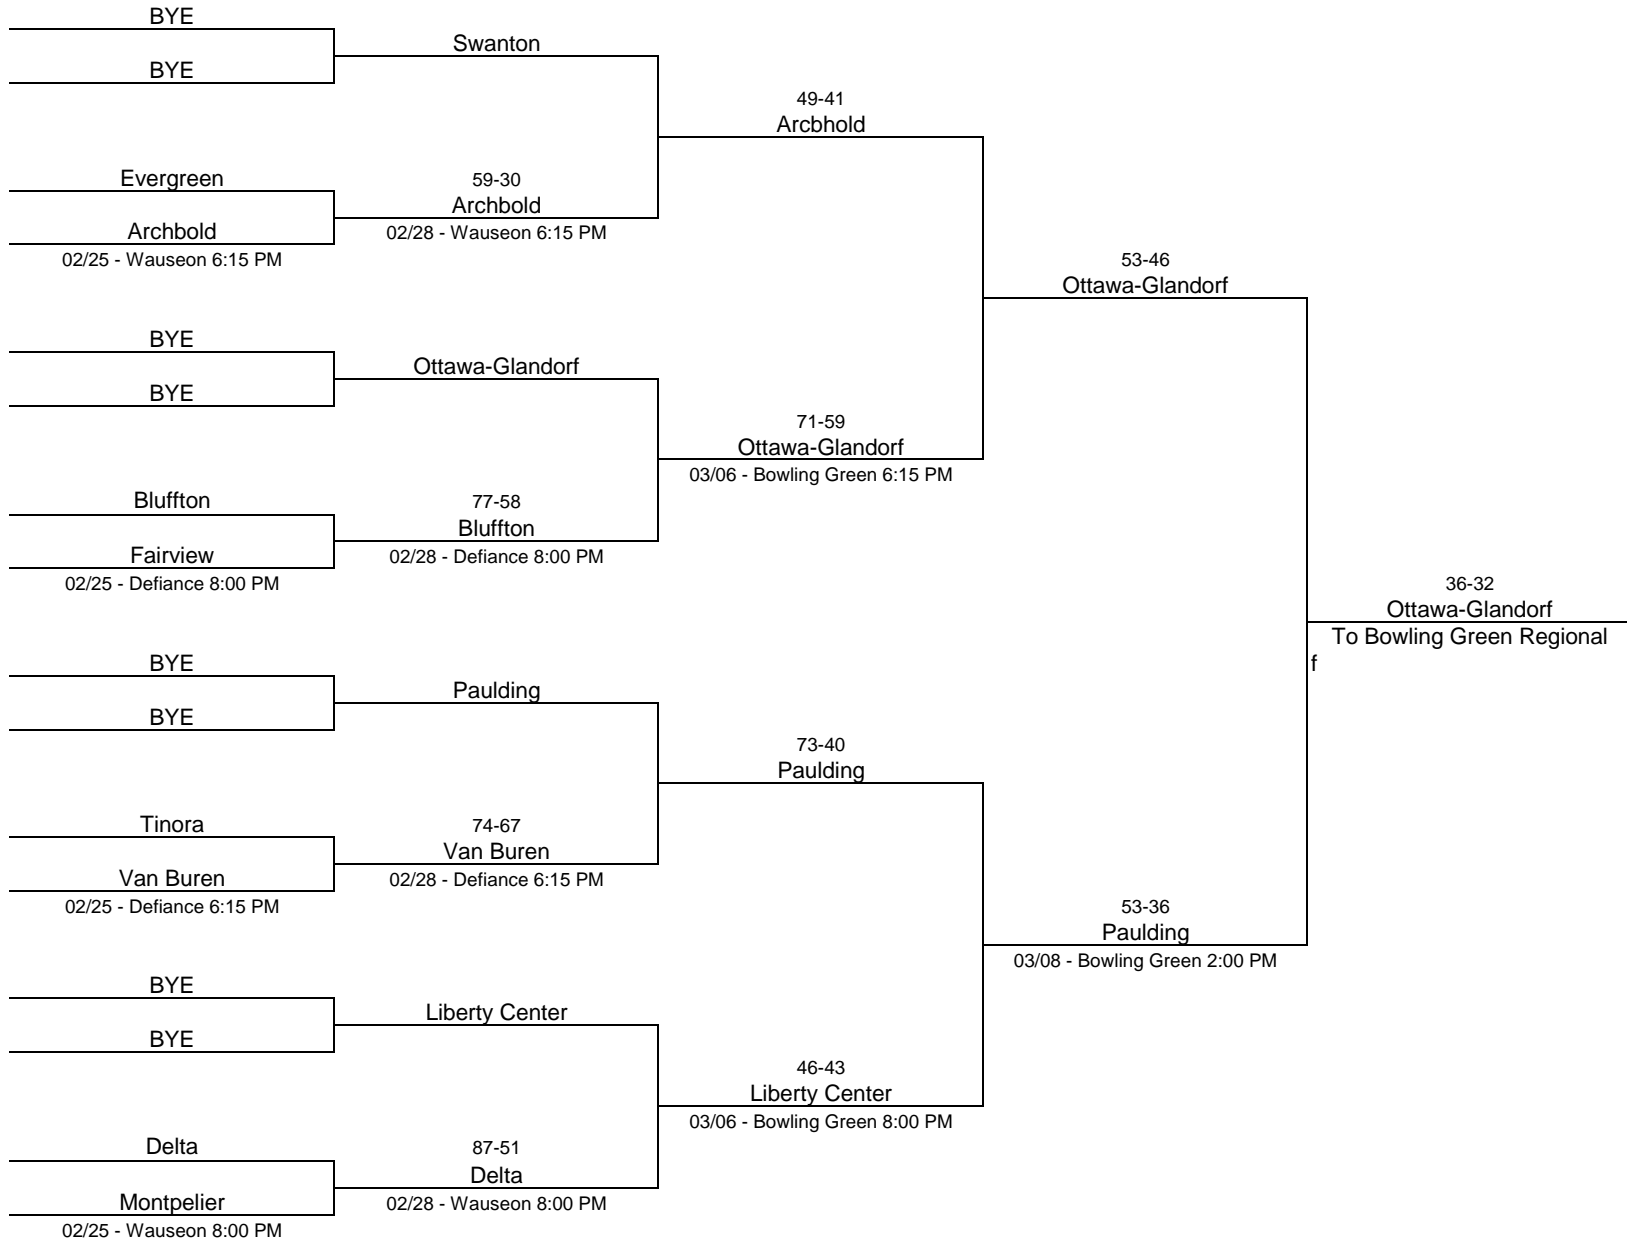 BYE
BYE
Swanton
Evergreen
Archbold
02/25 - Wauseon 6:15 PM
59-30
Archbold
02/28 - Wauseon 6:15 PM
49-41
Arcbhold
BYE
BYE
Ottawa-Glandorf
Bluffton
Fairview
02/25 - Defiance 8:00 PM
77-58
Bluffton
02/28 - Defiance 8:00 PM
71-59
Ottawa-Glandorf
03/06 - Bowling Green 6:15 PM
53-46
Ottawa-Glandorf
BYE
BYE
Paulding
Tinora
Van Buren
02/25 - Defiance 6:15 PM
74-67
Van Buren
02/28 - Defiance 6:15 PM
73-40
Paulding
BYE
BYE
Liberty Center
Delta
Montpelier
02/25 - Wauseon 8:00 PM
87-51
Delta
02/28 - Wauseon 8:00 PM
46-43
Liberty Center
03/06 - Bowling Green 8:00 PM
53-36
Paulding
03/08 - Bowling Green 2:00 PM
36-32
Ottawa-Glandorf
To Bowling Green Regional
f